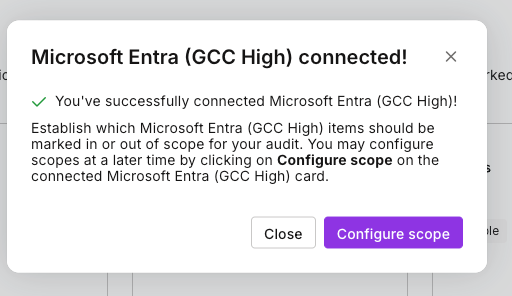 Microsoft Entra (GCC High) connected!
You've successfully connected Microsoft Entra (GCC High)!
Establish which Microsoft Entra (GCC High) items should be
marked in or out of scope for your audit. You may configure
scopes at a later time by clicking on Configure scope on the
connected Microsoft Entra (GCC High) card.
Close
Configure scope